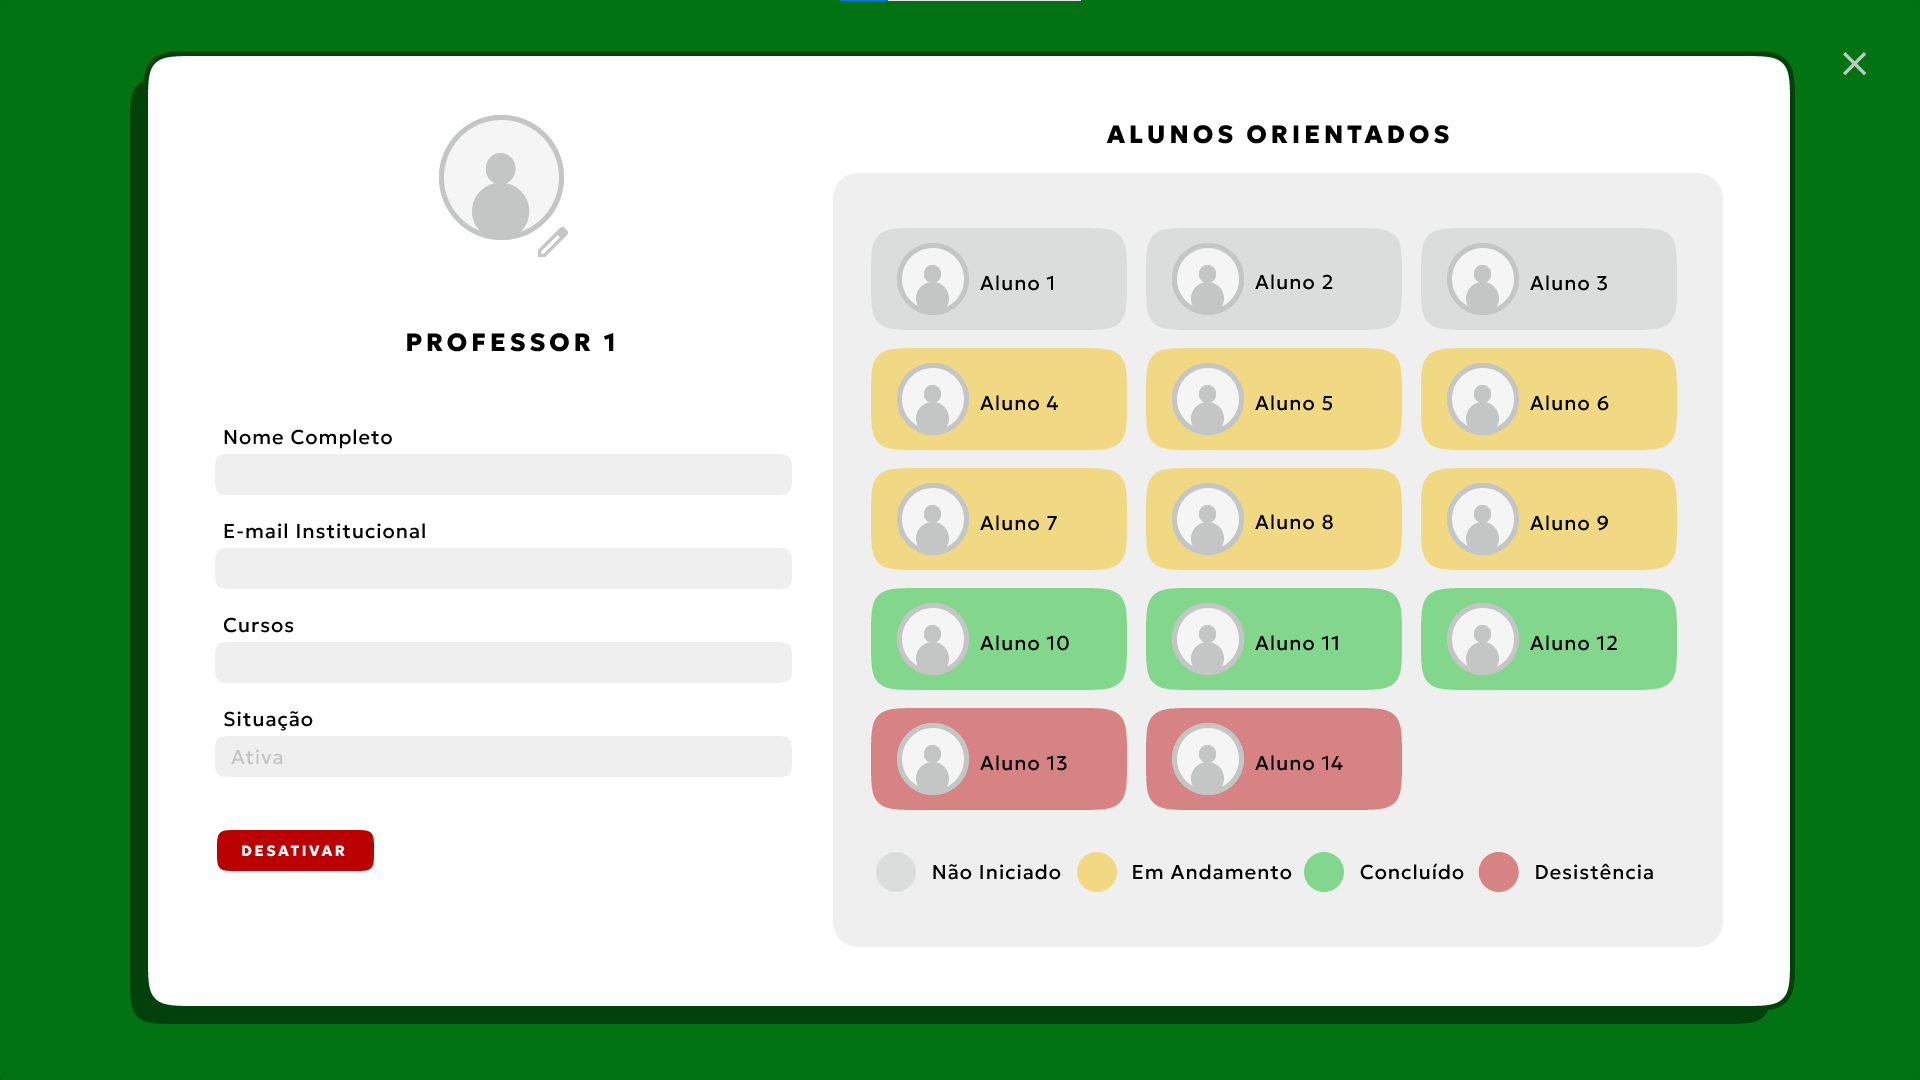 PROFESSOR 1
Nome Completo
E-mail Institucional
Cursos
Situação
Ativa
DESATIVAR
ALUNOS ORIENTADOS
Aluno 1
Aluno 2
Aluno 3
Aluno 4
Aluno 5
Aluno 6
Aluno 7
Aluno 8
Aluno 9
Aluno 10
Aluno 11
Aluno 12
Aluno 13
Aluno 14
Não Iniciado
Em Andamento
Concluído
Desistência